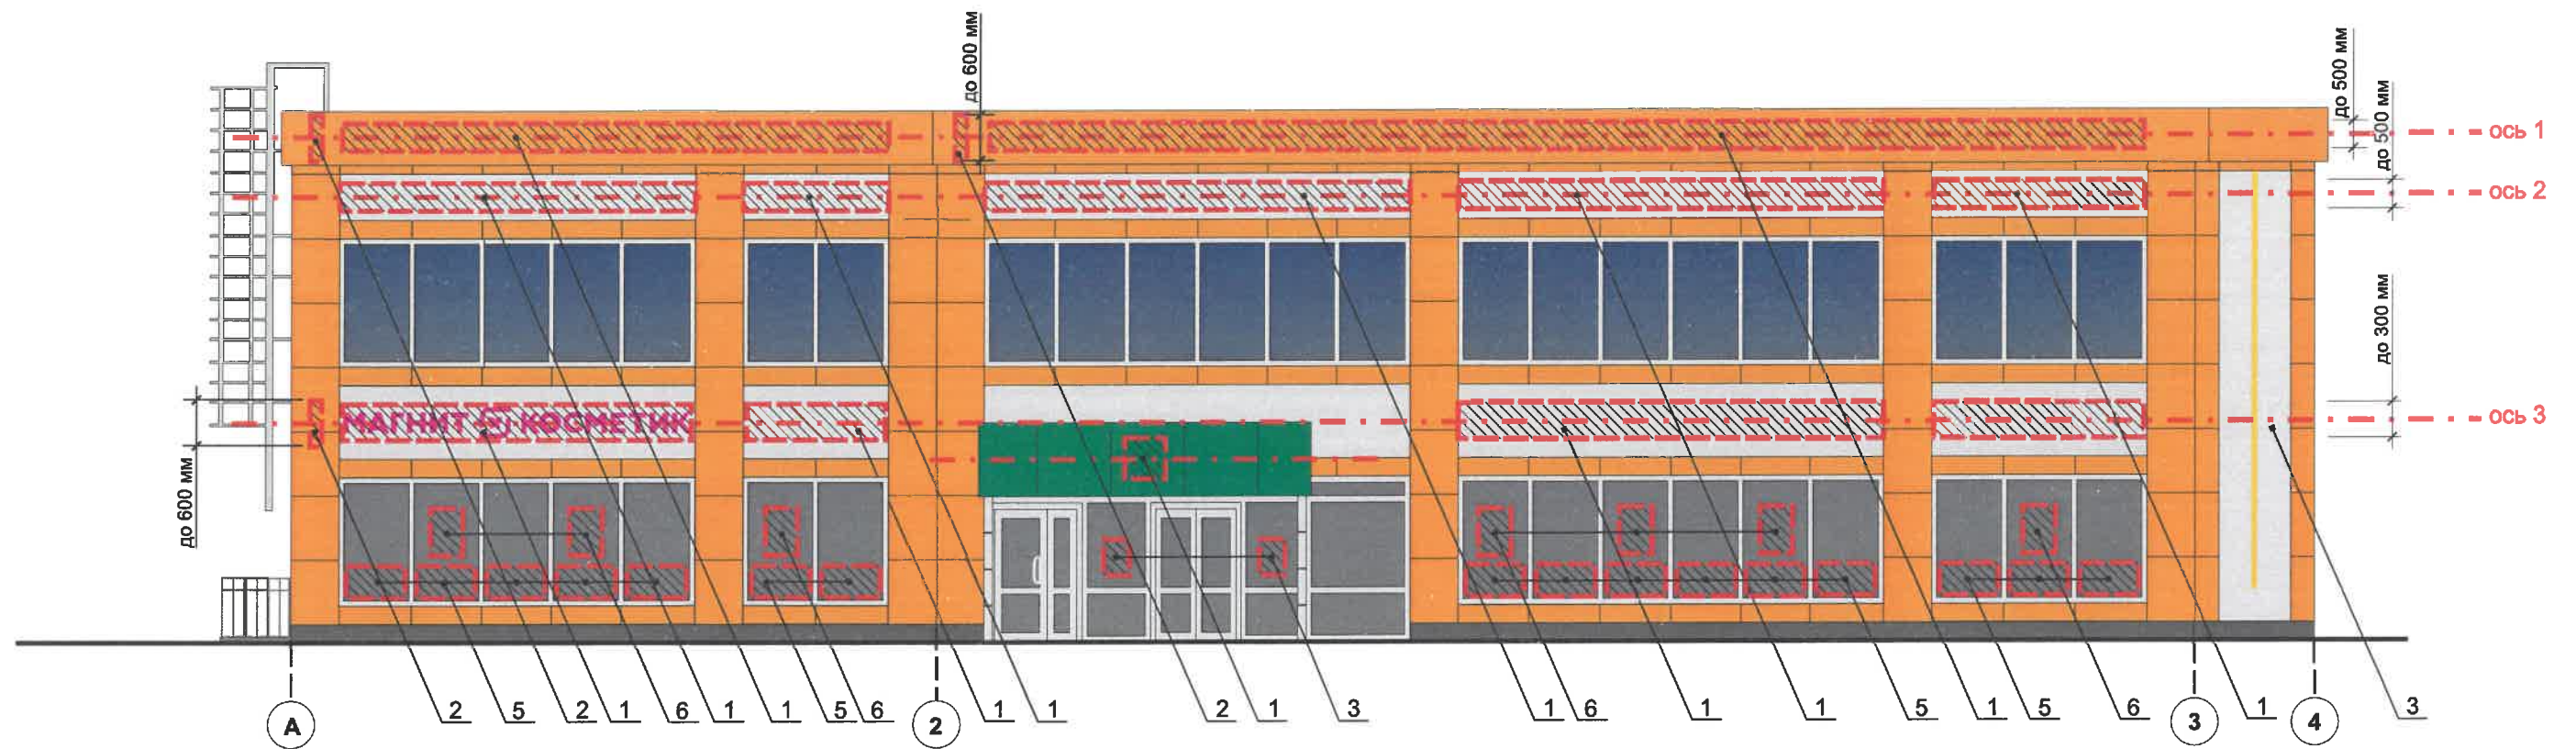 до 600 мм
до 500 мм
до 500 мм
ось 1
ось 2
до 300 мм
ось 3
до 600 мм
МАГНИТ КОСМЕТИК
2 5 2 1 6 1 1 5 6 1 1 2 1 3 1 6 1 1 5 1 5 6 1 3
А 2 3 4